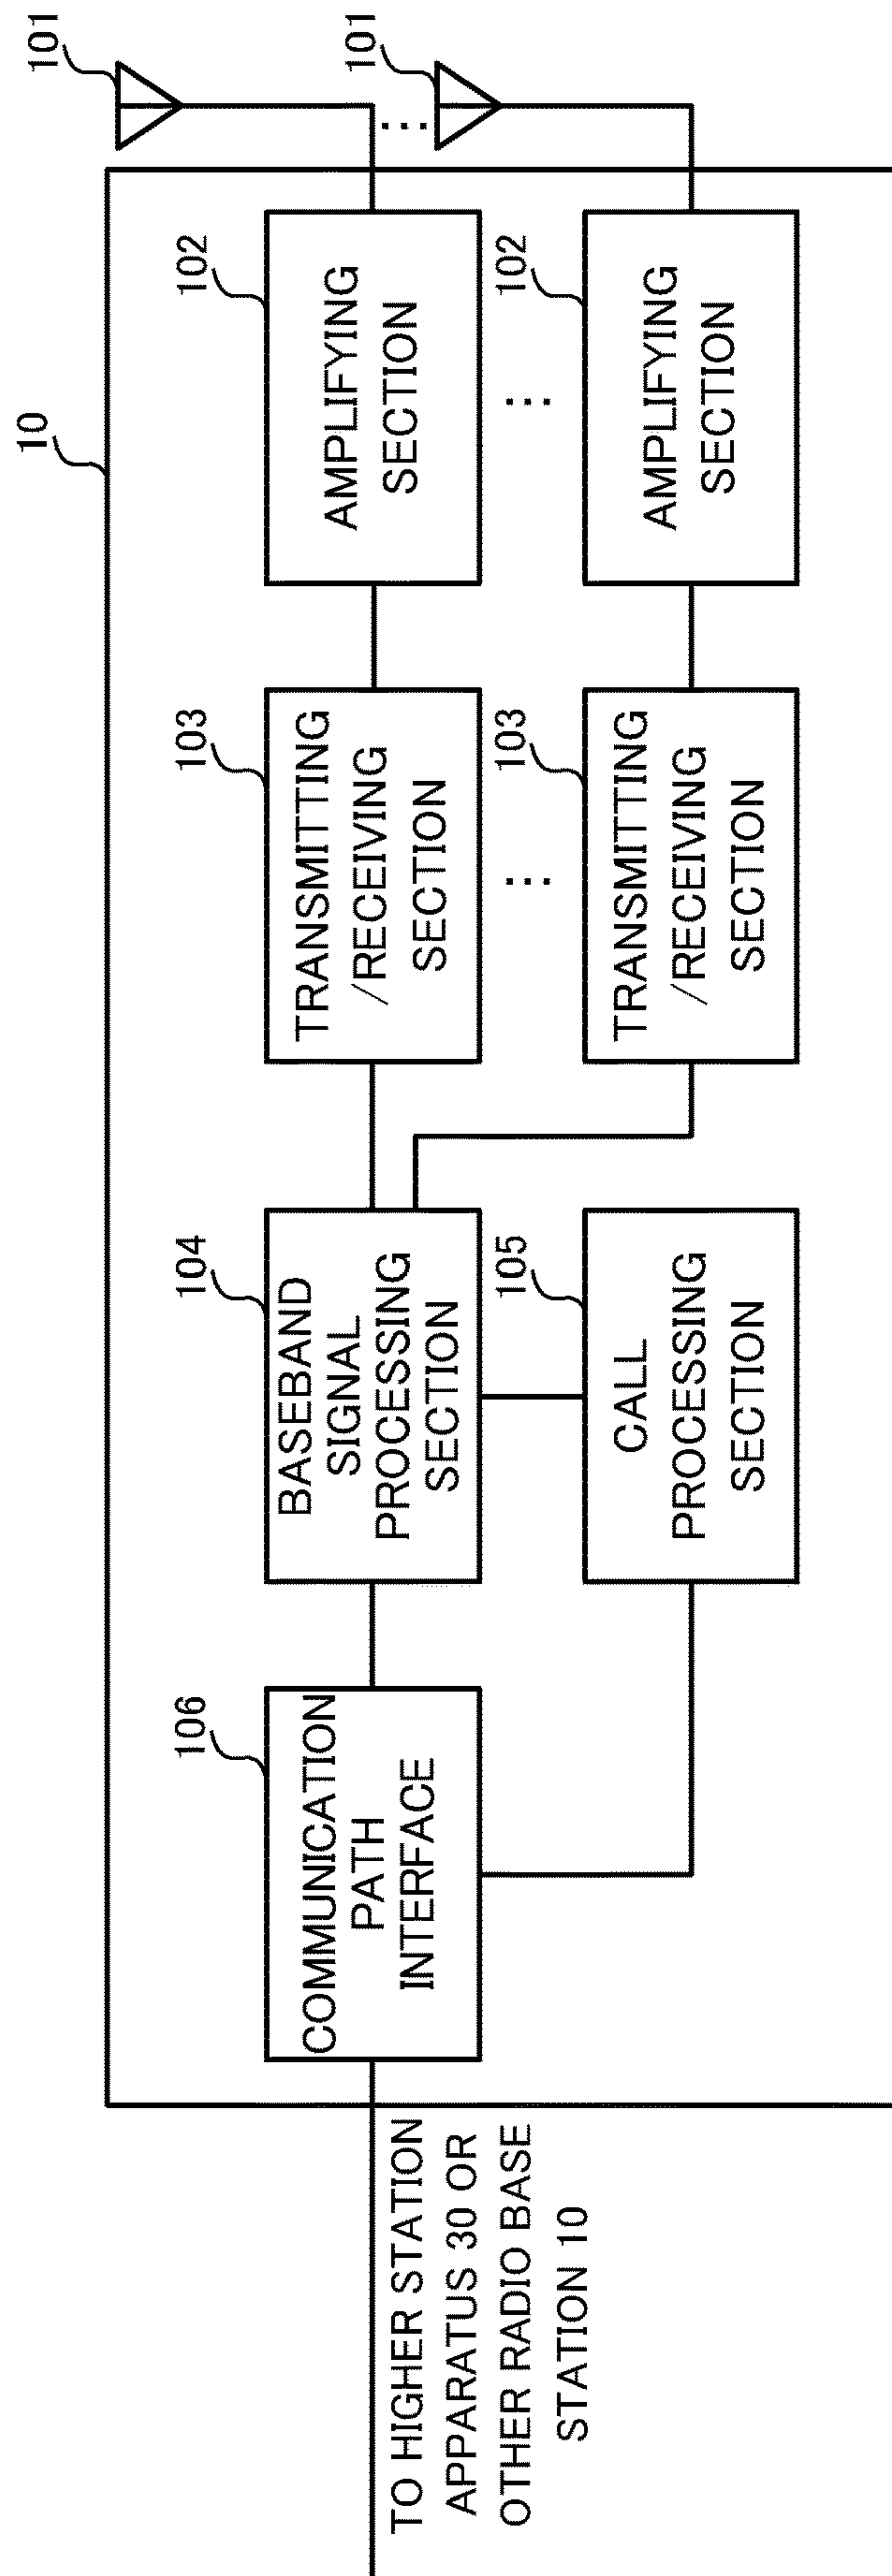 10
101
101
102
AMPLIFYING
SECTION
102
AMPLIFYING
SECTION
103
TRANSMITTING
/RECEIVING
SECTION
103
TRANSMITTING
/RECEIVING
SECTION
104
BASEBAND
SIGNAL
PROCESSING
SECTION
105
CALL
PROCESSING
SECTION
106
COMMUNICATION
PATH
INTERFACE
TO HIGHER STATION
APPARATUS 30 OR
OTHER RADIO BASE
STATION 10